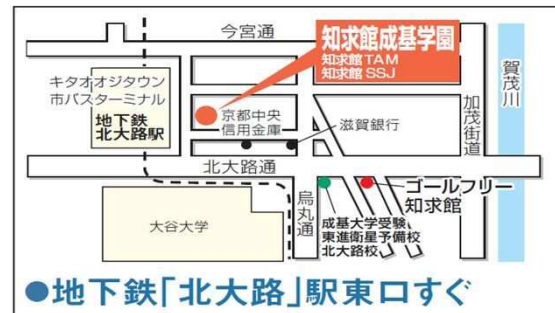 今宮通
知求館成基学園
知求館 TAM
知求館 SSJ
キタオオジタウン
市バスターミナル
地下鉄
北大路駅
京都中央
信用金庫
滋賀銀行
賀茂川
加茂街道
北大路通
烏丸通
ゴールフリー
知求館
成基大学受験
東進衛星予備校
北大路校
大谷大学
●地下鉄「北大路」駅東口すぐ